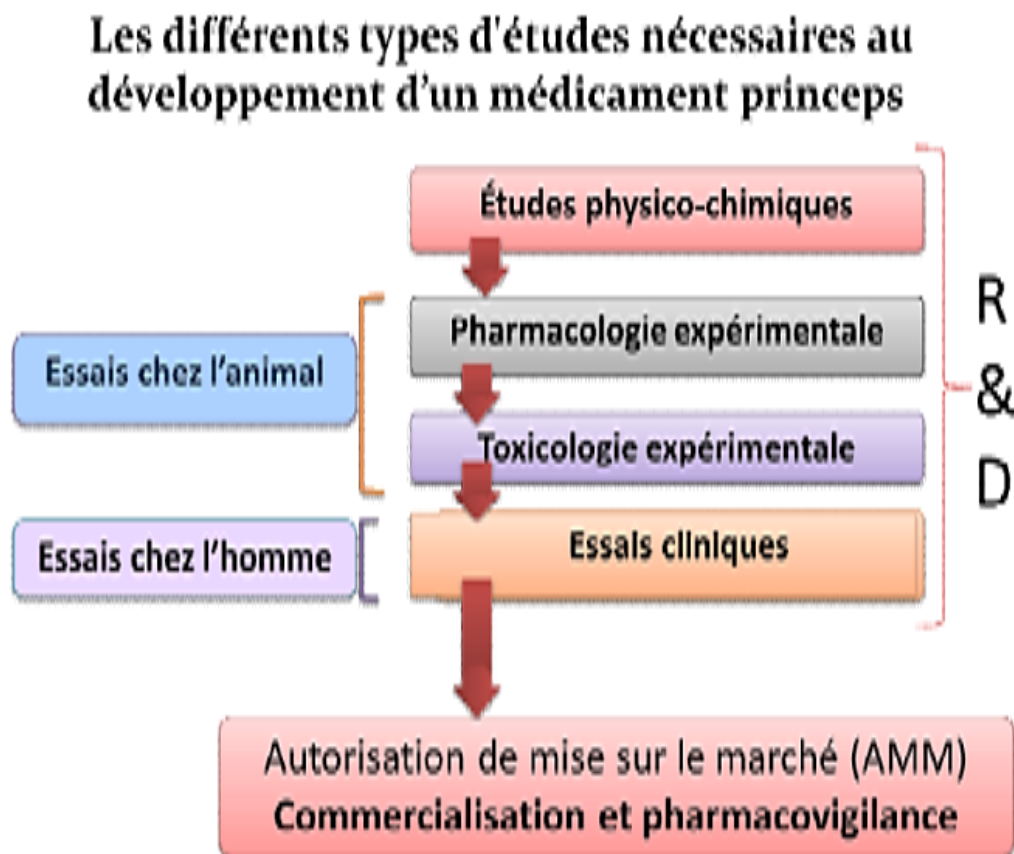 Les différents types d'études nécessaires au
développement d'un médicament princeps
Études physico-chimiques
Pharmacologie expérimentale
Essais chez l'animal
Toxicologie expérimentale
Essais cliniques
Essais chez l'homme
R
&
D
Autorisation de mise sur le marché (AMM)
Commercialisation et pharmacovigilance